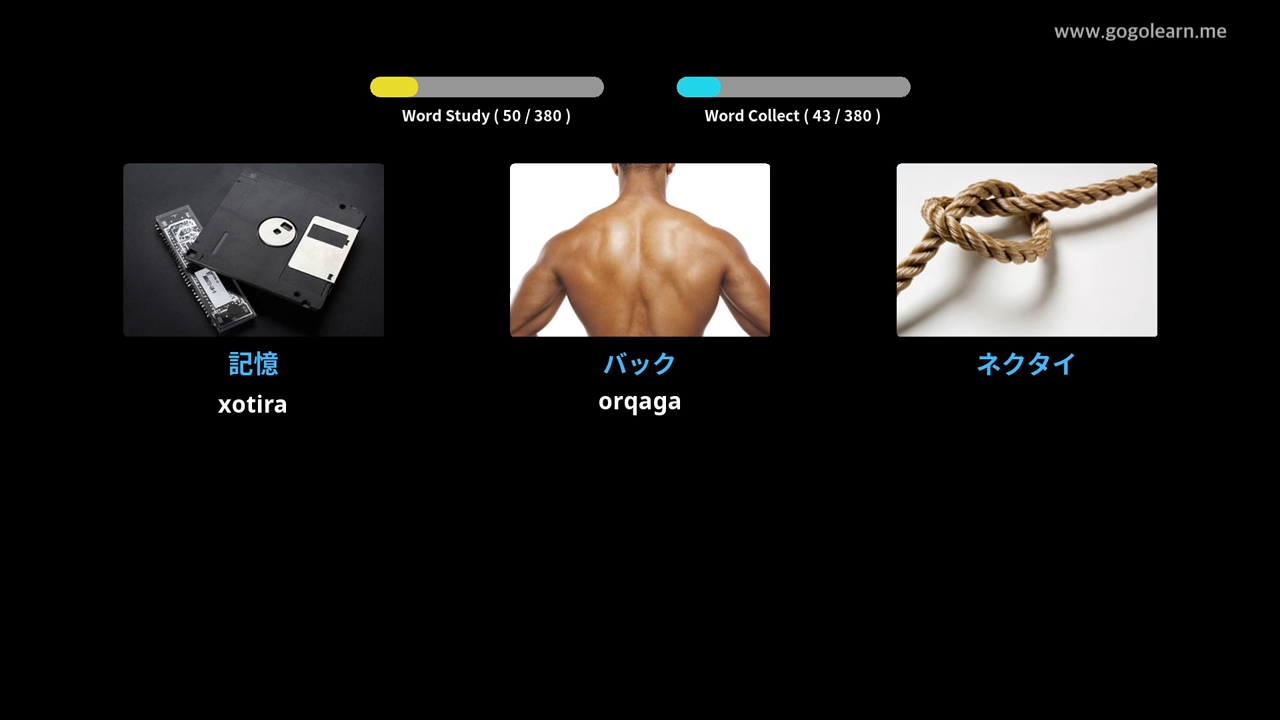 www.gogolearn.me
Word Study ( 50 / 380 )
Word Collect ( 43 / 380 )
記憶
バック
ネクタイ
xotira
orqaga